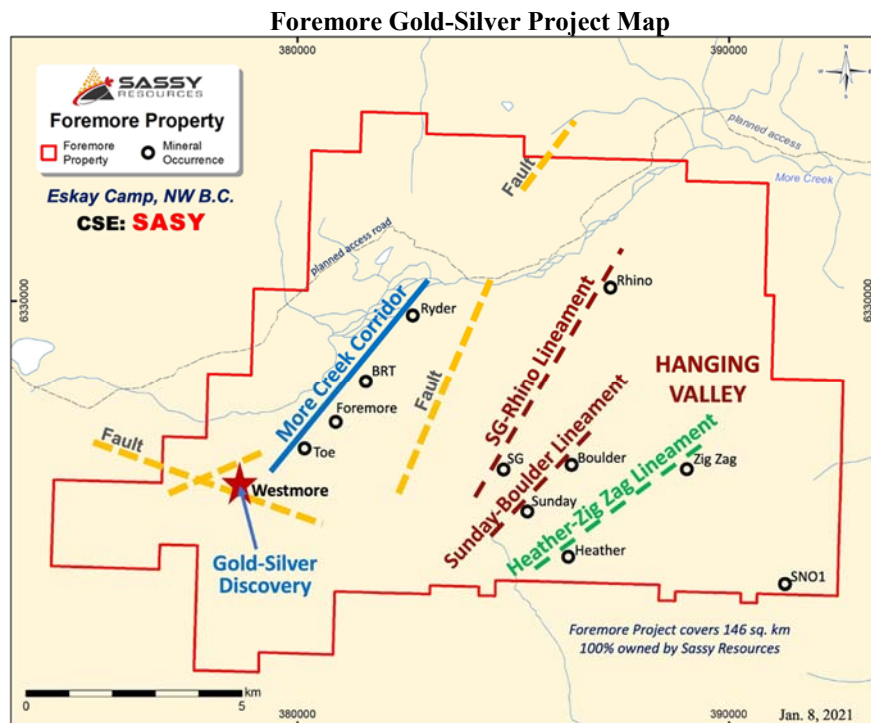 Foremore Gold-Silver Project Map
380000
390000
SASSY
RESOURCES
Foremore Property
Foremore
Property
Mineral
Occurrence
Eskay Camp, NW B.C.
CSE: SASY
N
W
E
S
planned access
More Creek
Fault
planned access road
6330000
6330000
Rhino
Ryder
More Creek Corridor
SG-Rhino Lineament
BRT
Fault
HANGING
VALLEY
Foremore
Sunday-Boulder Lineament
Fault
Toe
SG
Boulder
Zig Zag
Heather-Zig Zag Lineament
Westmore
Sunday
Gold-Silver
Discovery
Heather
SNO1
Foremore Project covers 146 sq. km
100% owned by Sassy Resources
km
0
5
380000
390000
Jan. 8, 2021